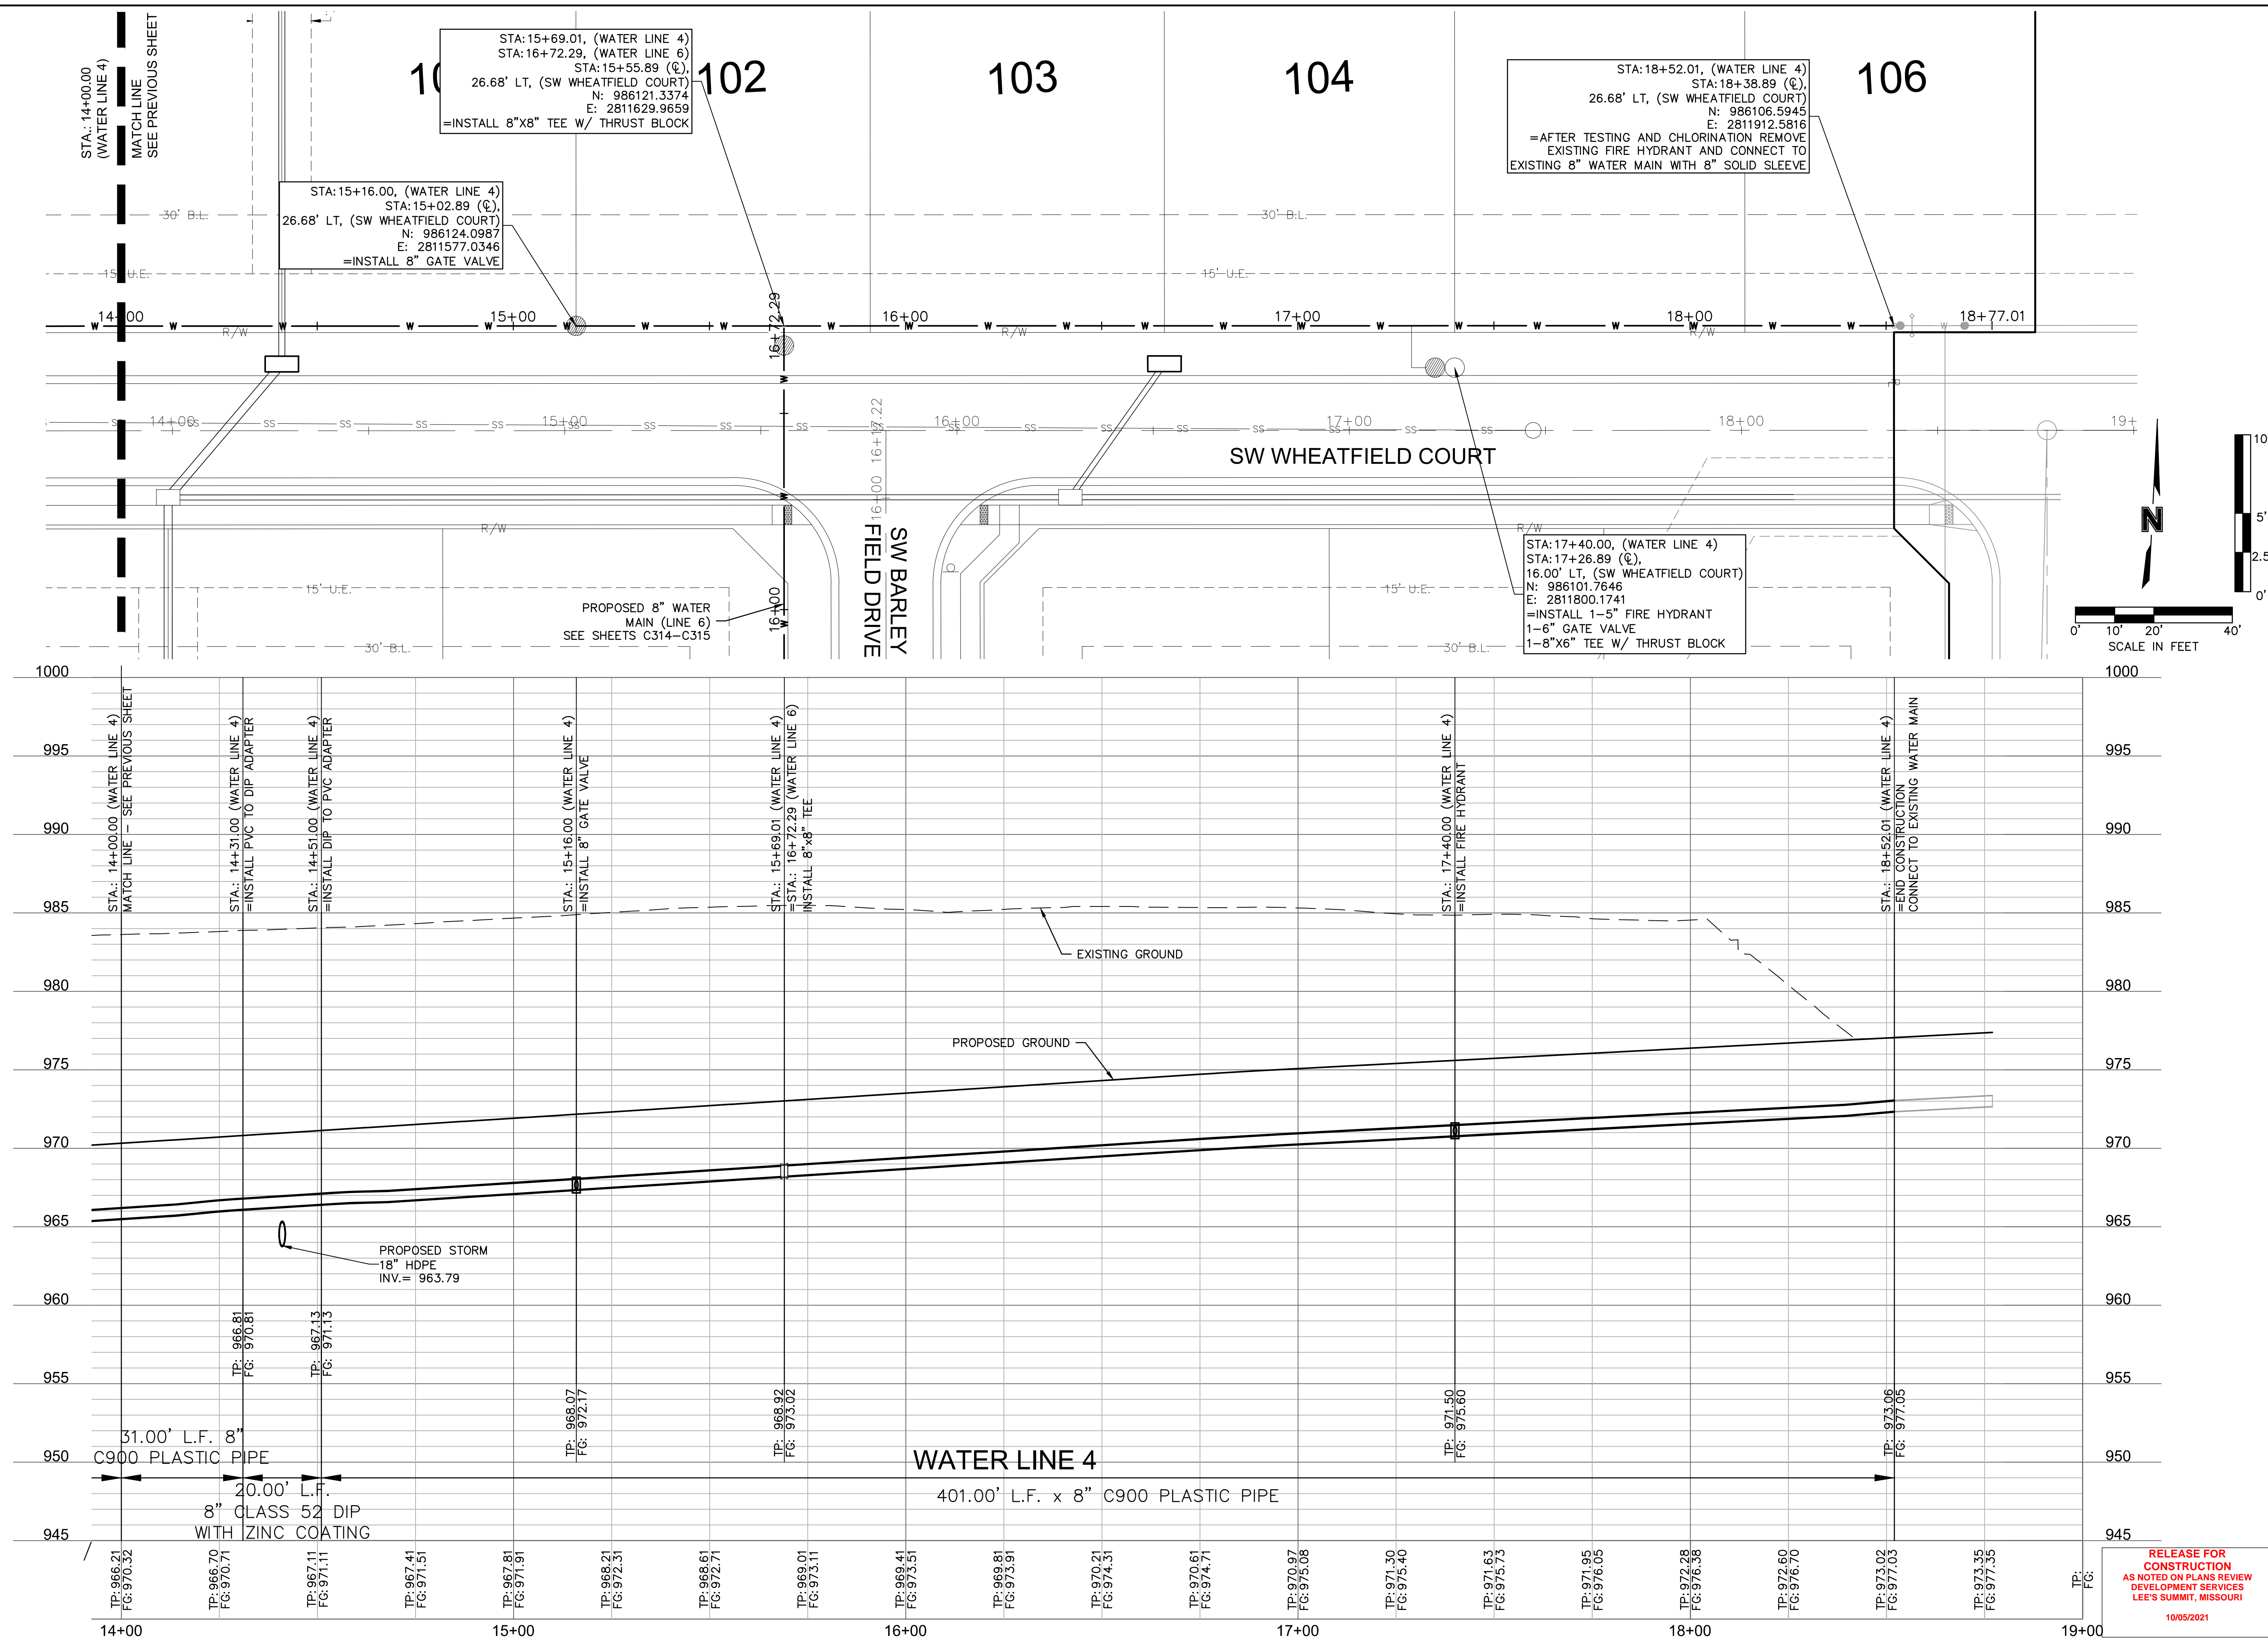 STA.: 14+00.00
(WATER LINE 4)
MATCH LINE
SEE PREVIOUS SHEET
STA:15+69.01, (WATER LINE 4)
STA:16+72.29, (WATER LINE 6)
STA:15+55.89 (℄),
26.68' LT, (SW WHEATFIELD COURT)
N: 986121.3374
E: 2811629.9659
=INSTALL 8"X8" TEE W/ THRUST BLOCK
102
103
104
STA:18+52.01, (WATER LINE 4)
STA:18+38.89 (℄),
26.68' LT, (SW WHEATFIELD COURT)
N: 986106.5945
E: 2811912.5816
=AFTER TESTING AND CHLORINATION REMOVE
EXISTING FIRE HYDRANT AND CONNECT TO
EXISTING 8" WATER MAIN WITH 8" SOLID SLEEVE
106
STA:15+16.00, (WATER LINE 4)
STA:15+02.89 (℄),
26.68' LT, (SW WHEATFIELD COURT)
N: 986124.0987
E: 2811577.0346
=INSTALL 8" GATE VALVE
30' B.L.
30' B.L.
15' U.E.
15' U.E.
14+00
15+00
16+72.29
16+00
17+00
18+00
18+77.01
R/W
R/W
R/W
14+00
15+00
16+00
17+00
18+00
19+
16+00
16+17.22
SW WHEATFIELD COURT
R/W
R/W
SW BARLEY
FIELD DRIVE
15' U.E.
15' U.E.
PROPOSED 8" WATER
MAIN (LINE 6)
SEE SHEETS C314-C315
16+00
30' B.L.
30' B.L.
STA:17+40.00, (WATER LINE 4)
STA:17+26.89 (℄),
16.00' LT, (SW WHEATFIELD COURT)
N: 986101.7646
E: 2811800.1741
=INSTALL 1-5" FIRE HYDRANT
1-6" GATE VALVE
1-8"X6" TEE W/ THRUST BLOCK
N
10
5'
2.5
0'
0' 10' 20' 40'
SCALE IN FEET
1000 1000
995 995
990 990
985 985
980 980
975 975
970 970
965 965
960 960
955 955
950 950
945 945
STA.: 14+00.00 (WATER LINE 4)
MATCH LINE - SEE PREVIOUS SHEET
STA.: 14+31.00 (WATER LINE 4)
=INSTALL PVC TO DIP ADAPTER
STA.: 14+51.00 (WATER LINE 4)
=INSTALL DIP TO PVC ADAPTER
STA.: 15+16.00 (WATER LINE 4)
=INSTALL 8" GATE VALVE
STA.: 15+69.01 (WATER LINE 4)
=STA.: 16+72.29 (WATER LINE 6)
INSTALL 8"x8" TEE
STA.: 17+40.00 (WATER LINE 4)
=INSTALL FIRE HYDRANT
STA.: 18+52.01 (WATER LINE 4)
=END CONSTRUCTION
CONNECT TO EXISTING WATER MAIN
EXISTING GROUND
PROPOSED GROUND
PROPOSED STORM
18" HDPE
INV.= 963.79
TP: 966.81
FG: 970.81
TP: 967.13
FG: 971.13
TP: 968.07
FG: 972.17
TP: 968.92
FG: 973.02
TP: 971.50
FG: 975.60
TP: 973.06
FG: 977.05
31.00' L.F. 8"
C900 PLASTIC PIPE
20.00' L.F.
8" CLASS 52 DIP
WITH ZINC COATING
WATER LINE 4
401.00' L.F. x 8" C900 PLASTIC PIPE
TP: 966.21
FG: 970.32
TP: 966.70
FG: 970.71
TP: 967.11
FG: 971.11
TP: 967.41
FG: 971.51
TP: 967.81
FG: 971.91
TP: 968.21
FG: 972.31
TP: 968.61
FG: 972.71
TP: 969.01
FG: 973.11
TP: 969.41
FG: 973.51
TP: 969.81
FG: 973.91
TP: 970.21
FG: 974.31
TP: 970.61
FG: 974.71
TP: 970.97
FG: 975.08
TP: 971.30
FG: 975.40
TP: 971.63
FG: 975.73
TP: 971.95
FG: 976.05
TP: 972.28
FG: 976.38
TP: 972.60
FG: 976.70
TP: 973.02
FG: 977.03
TP: 973.35
FG: 977.35
TP:
FG:
14+00 15+00 16+00 17+00 18+00 19+00
RELEASE FOR
CONSTRUCTION
AS NOTED ON PLANS REVIEW
DEVELOPMENT SERVICES
LEE'S SUMMIT, MISSOURI
10/05/2021